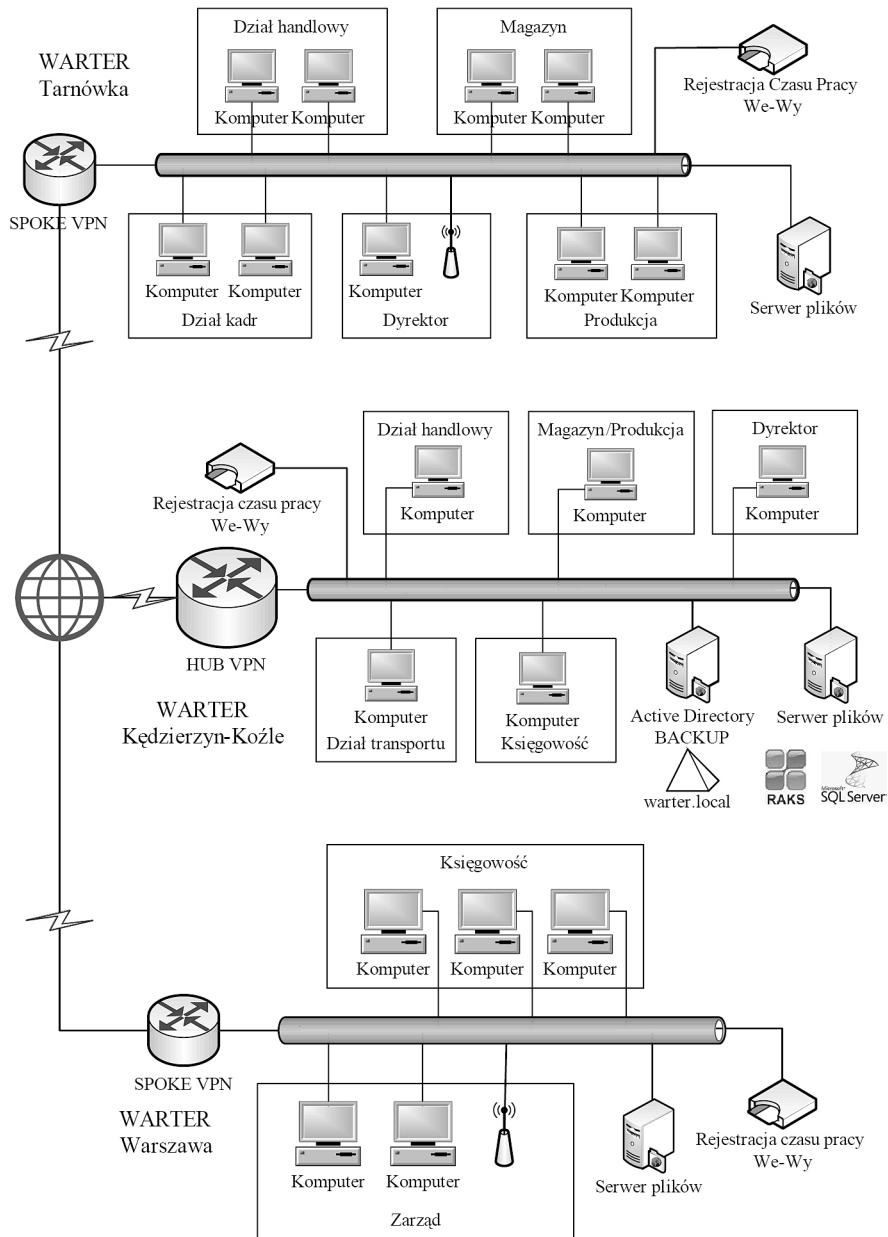 WARTER
Tarnówka
Dział handlowy
Komputer Komputer
Magazyn
Komputer Komputer
Rejestracja Czasu Pracy
We-Wy
SPOKE VPN
Komputer Komputer
Dział kadr
Komputer
Dyrektor
Komputer Komputer
Produkcja
Serwer plików
Rejestracja czasu pracy
We-Wy
Dział handlowy
Komputer
Magazyn/Produkcja
Komputer
Dyrektor
Komputer
HUB VPN
WARTER
Kędzierzyn-Koźle
Komputer
Dział transportu
Komputer
Księgowość
Active Directory
BACKUP
warter.local
Serwer plików
RAKS
Microsoft
SQL Server
Księgowość
Komputer Komputer Komputer
SPOKE VPN
WARTER
Warszawa
Komputer Komputer
Zarząd
Serwer plików
Rejestracja czasu pracy
We-Wy